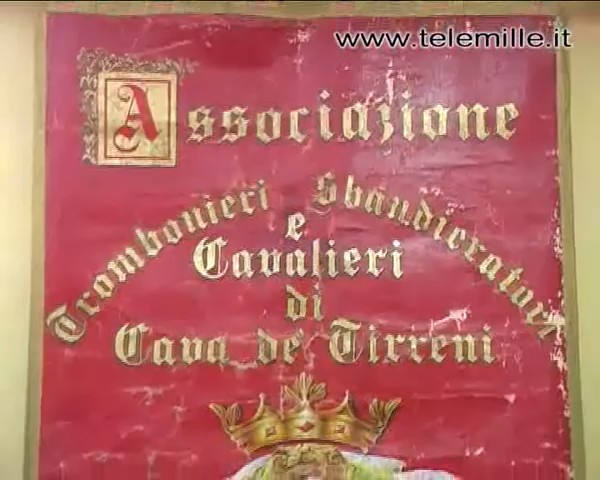 www.telemille.it
Associazione
Trombonieri Sbandieratori
e
Cavalieri
di
Cava de' Tirreni